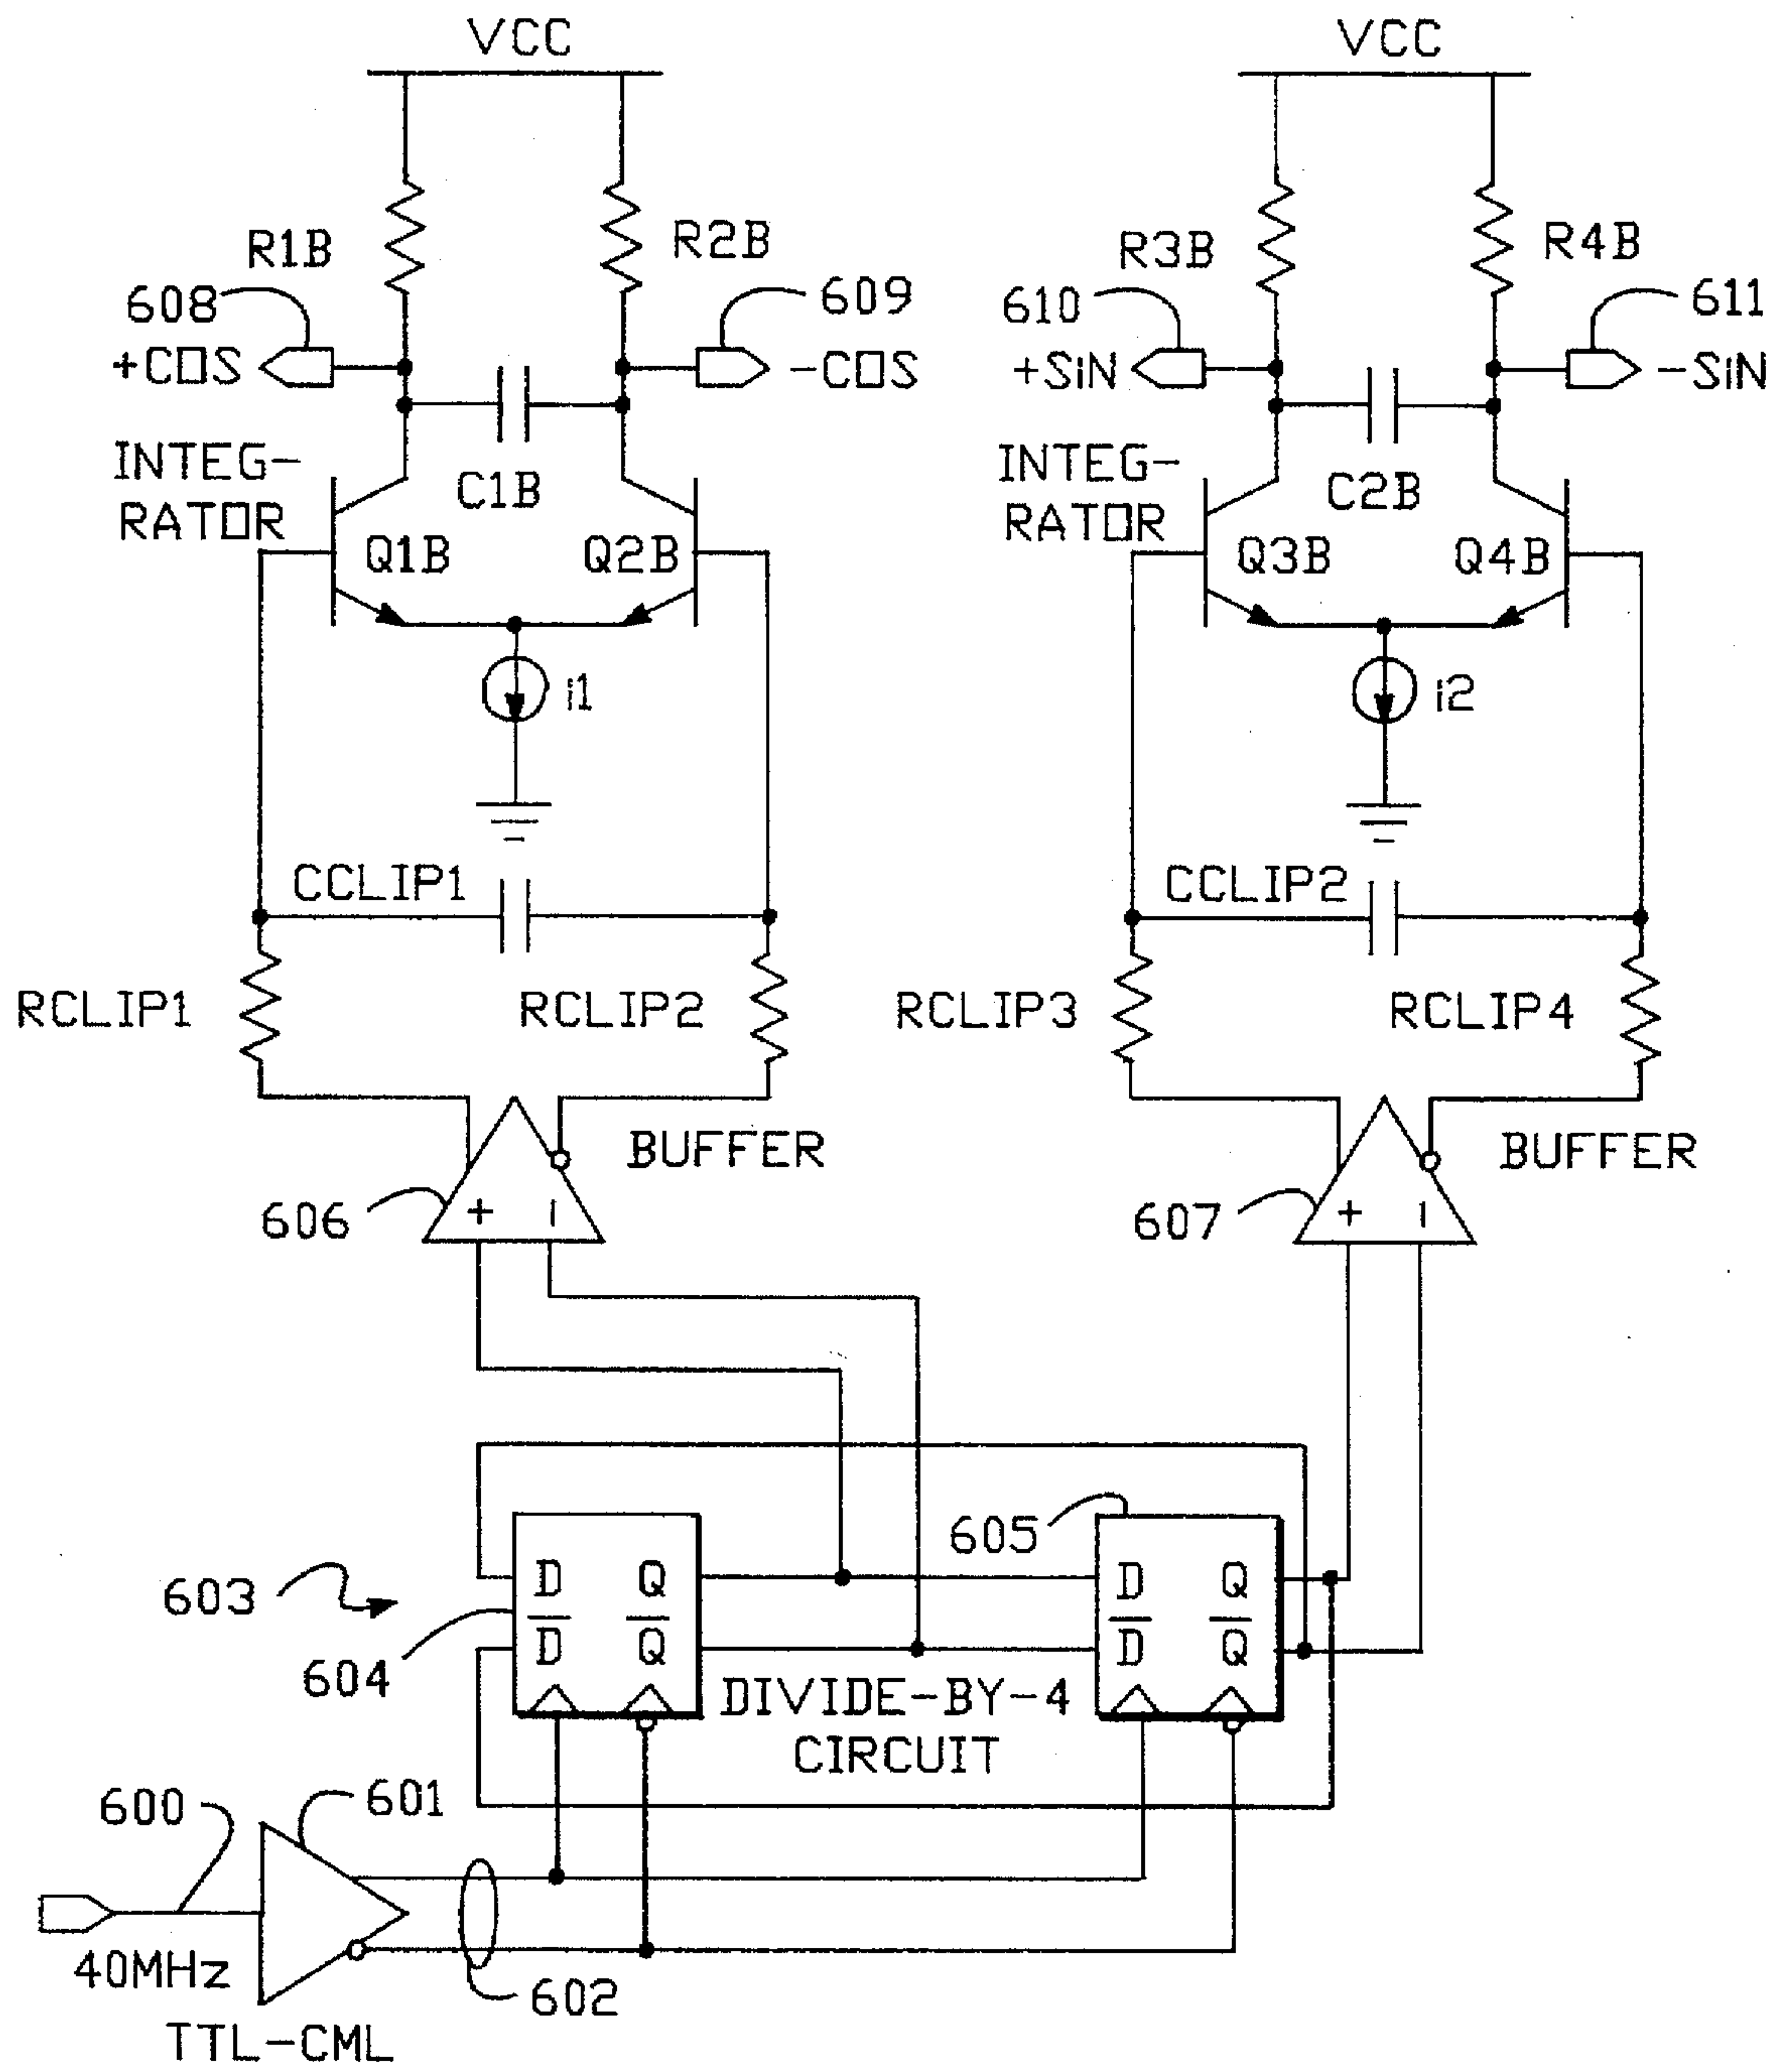 VCC
VCC
R1B
R2B
R3B
R4B
608
609
610
611
+COS
-COS
+SiN
-SiN
INTEG-
RATOR
C1B
INTEG-
RATOR
C2B
Q1B
Q2B
Q3B
Q4B
i1
i2
CCLIP1
CCLIP2
RCLIP1
RCLIP2
RCLIP3
RCLIP4
BUFFER
BUFFER
606
+ -
607
+ -
605
603
D Q
D Q
604
D Q
D Q
DIVIDE-BY-4
CIRCUIT
600
601
40MHz
602
TTL-CML